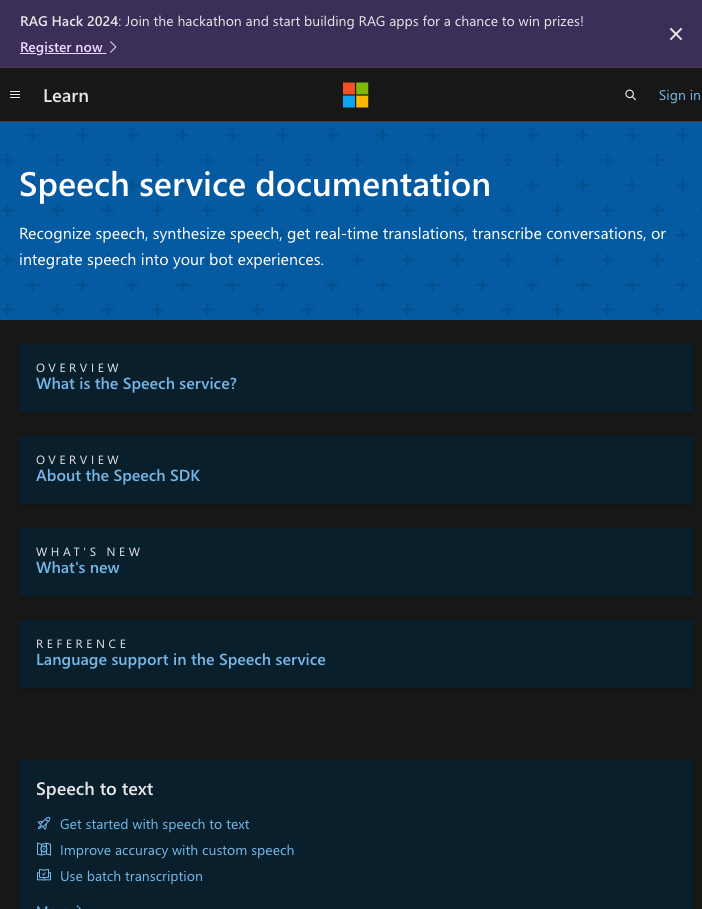 RAG Hack 2024: Join the hackathon and start building RAG apps for a chance to win prizes!
Register now
Learn
Sign in
Speech service documentation
Recognize speech, synthesize speech, get real-time translations, transcribe conversations, or
integrate speech into your bot experiences.
OVERVIEW
What is the Speech service?
OVERVIEW
About the Speech SDK
WHAT'S NEW
What's new
REFERENCE
Language support in the Speech service
Speech to text
Get started with speech to text
Improve accuracy with custom speech
Use batch transcription